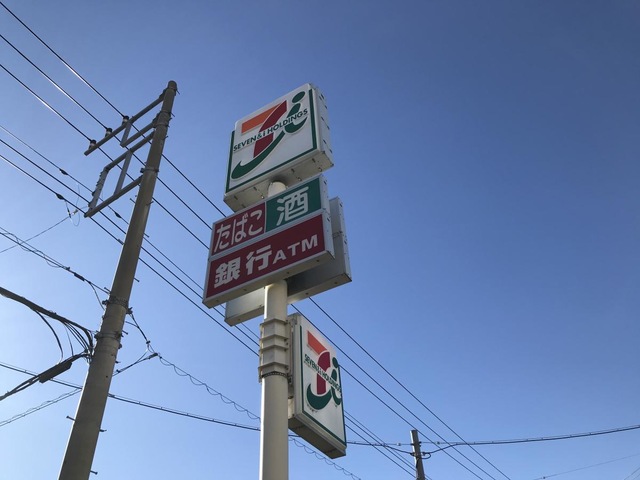 SEVEN&I HOLDINGS
たばこ 酒
銀行ATM
SEVEN&I HOLDINGS